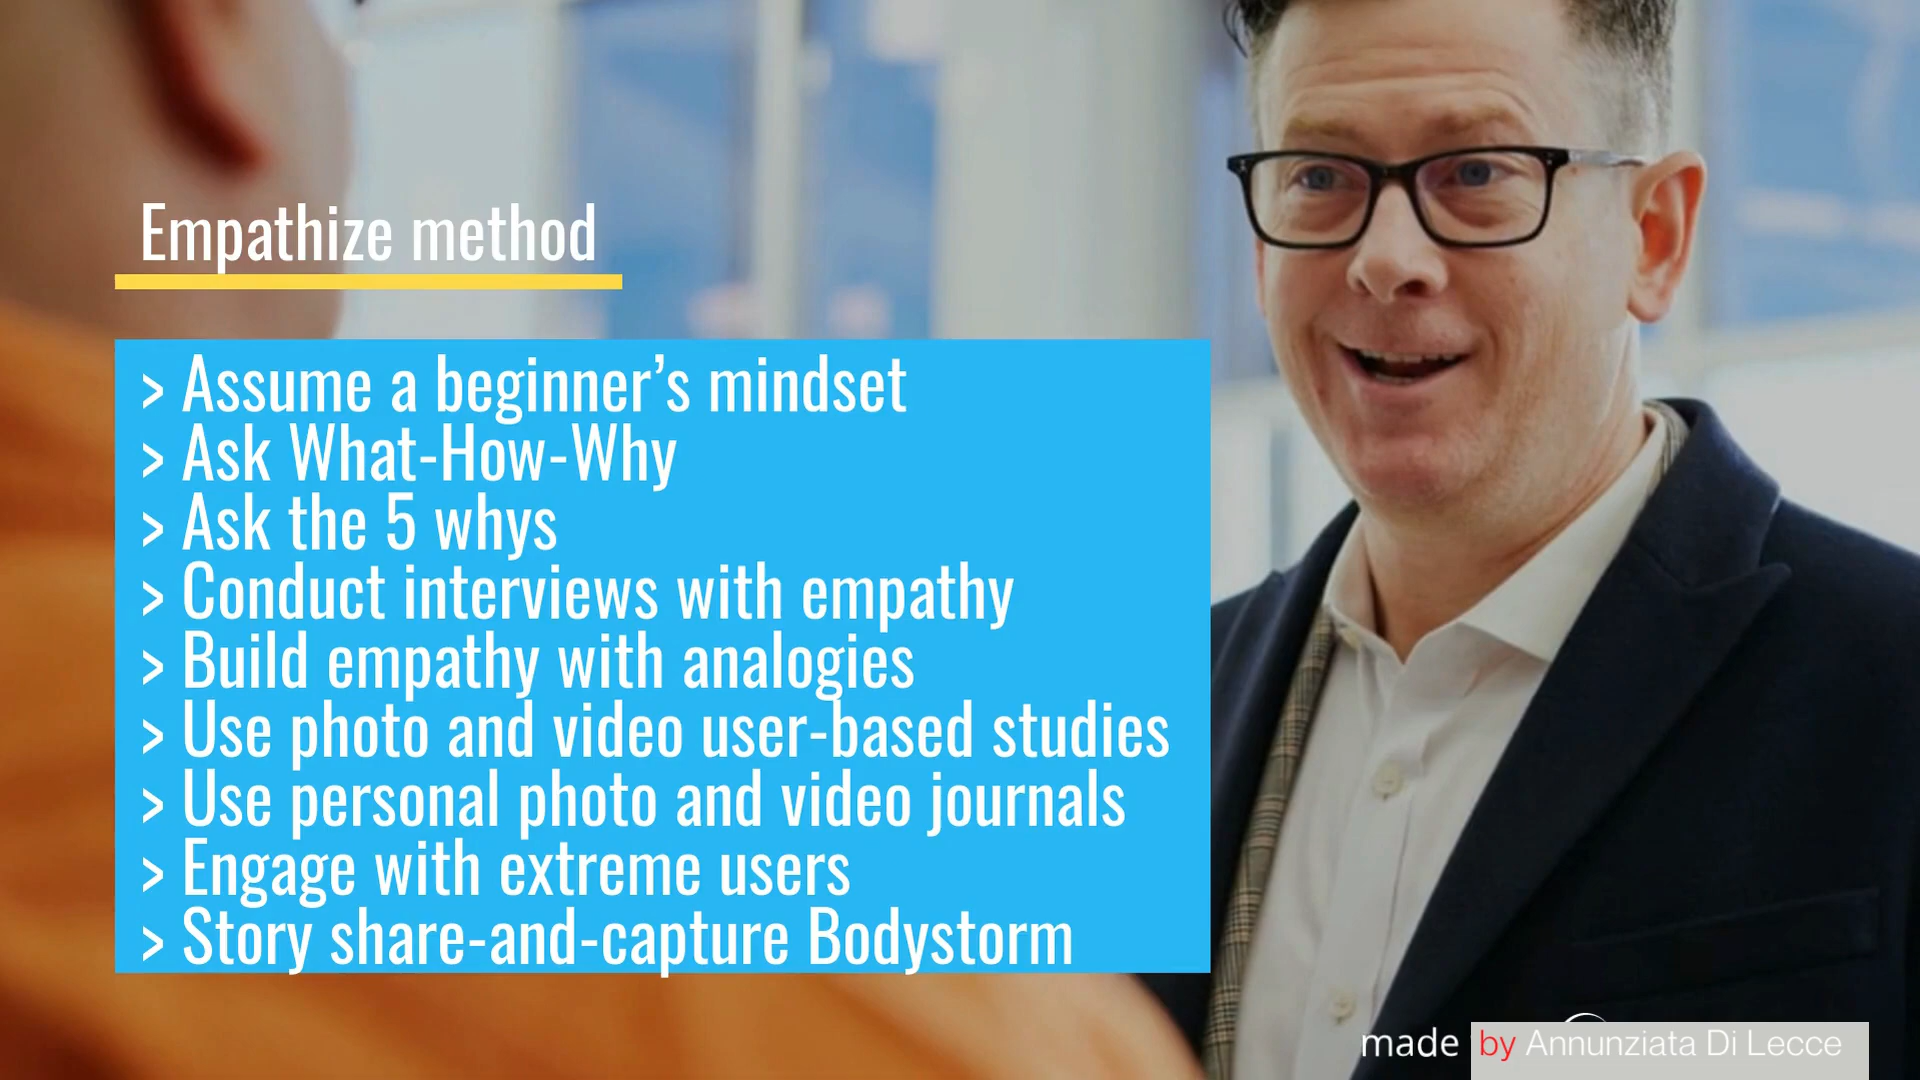 Empathize method
> Assume a beginner’s mindset
> Ask What-How-Why
> Ask the 5 whys
> Conduct interviews with empathy
> Build empathy with analogies
> Use photo and video user-based studies
> Use personal photo and video journals
> Engage with extreme users
> Story share-and-capture Bodystorm
made by Annunziata Di Lecce